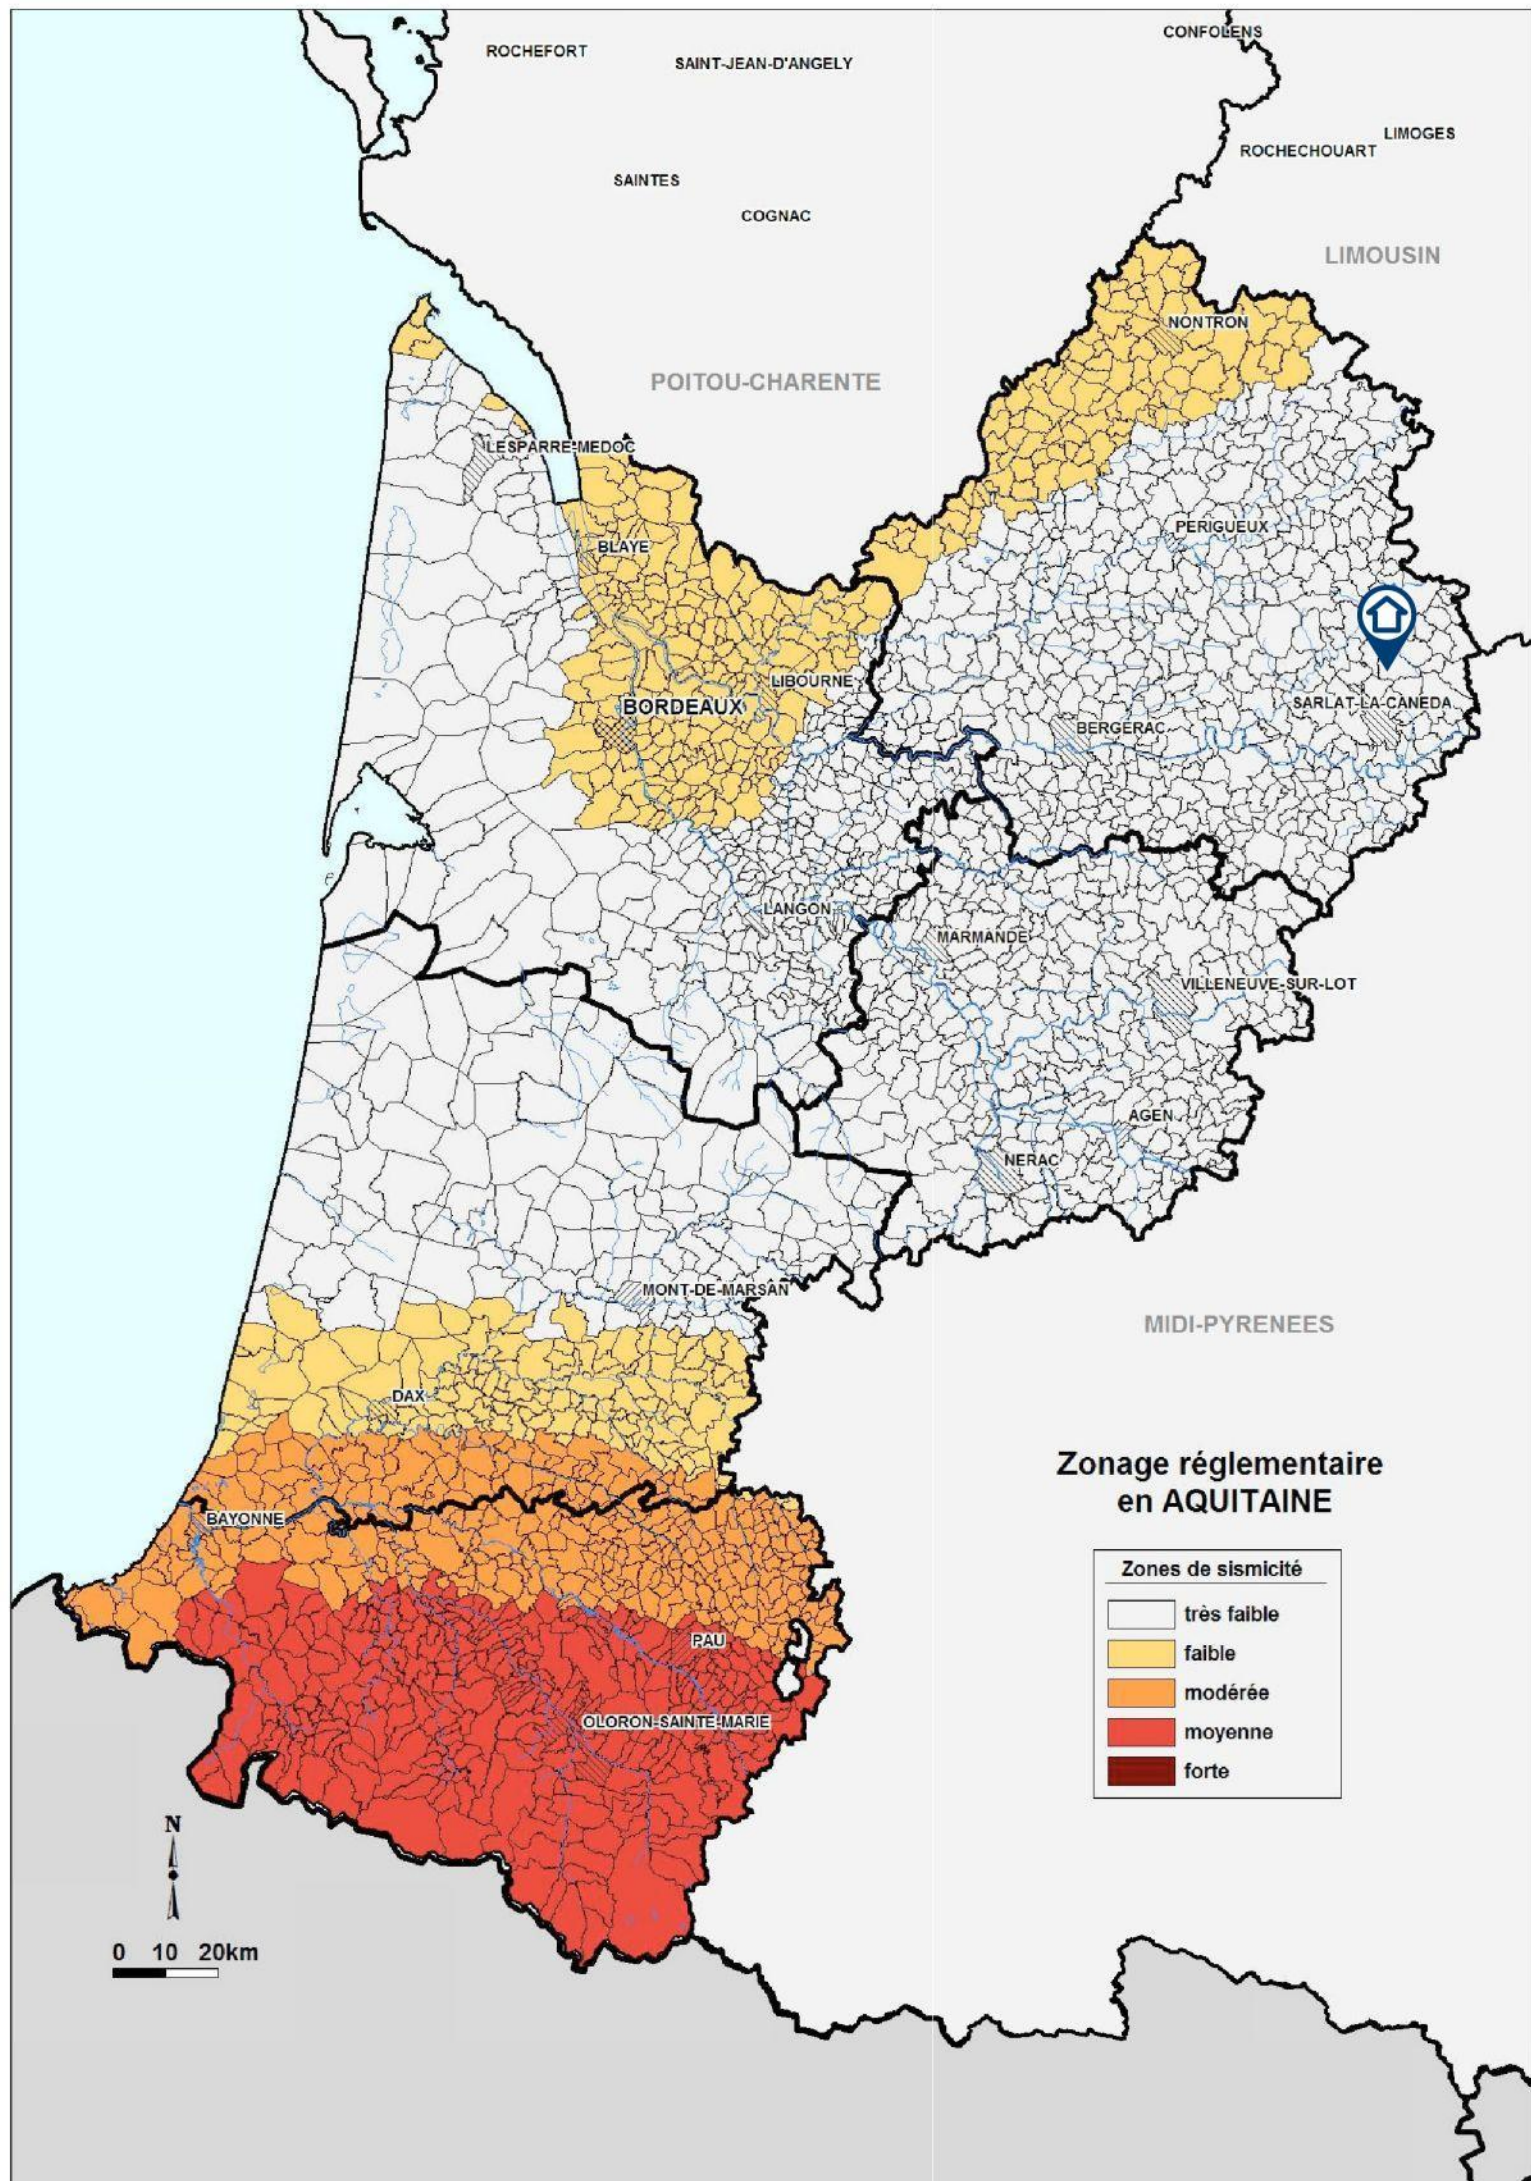 CONFOLENS
ROCHEFORT
SAINT-JEAN-D'ANGELY
LIMOGES
ROCHECHOUART
SAINTES
COGNAC
LIMOUSIN
NONTRON
POITOU-CHARENTE
LESPARRE-MEDOC
PERIGUEUX
BLAYE
LIBOURNE
SARLAT-LA-CANEDA
BORDEAUX
BERGERAC
LANGON
MARMANDE
VILLENEUVE-SUR-LOT
AGEN
NERAC
MONT-DE-MARSAN
MIDI-PYRENEES
DAX
Zonage réglementaire
en AQUITAINE
BAYONNE
Zones de sismicité
très faible
faible
modérée
moyenne
forte
PAU
OLORON-SAINTE-MARIE
N
0 10 20km